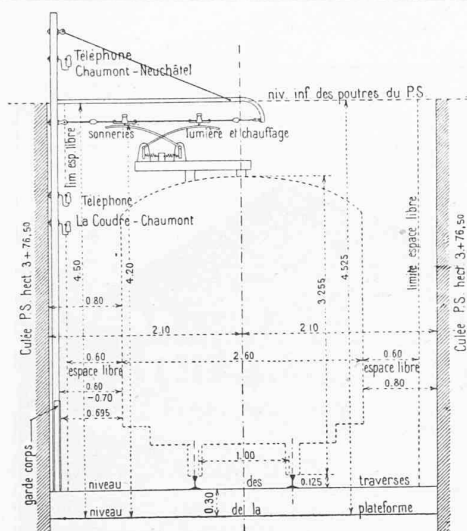 Téléphone
Chaumont-Neuchâtel
niv. inf. des poutres du P.S.
sonneries
lumière et chauffage
lim esp. libre
Téléphone
La Coudre-Chaumont
limite espace libre
Culée P.S. hect. 3+76,50
Culée P.S. hect 3+76,50
4.50
4.20
3.255
4.525
0.80
2.10
2.10
0.60
2.60
0.60
espace libre
espace libre
0.60
-0.70
0.80
0.695
garde corps
1.00
niveau des traverses
0.125
0.30
niveau de la plateforme